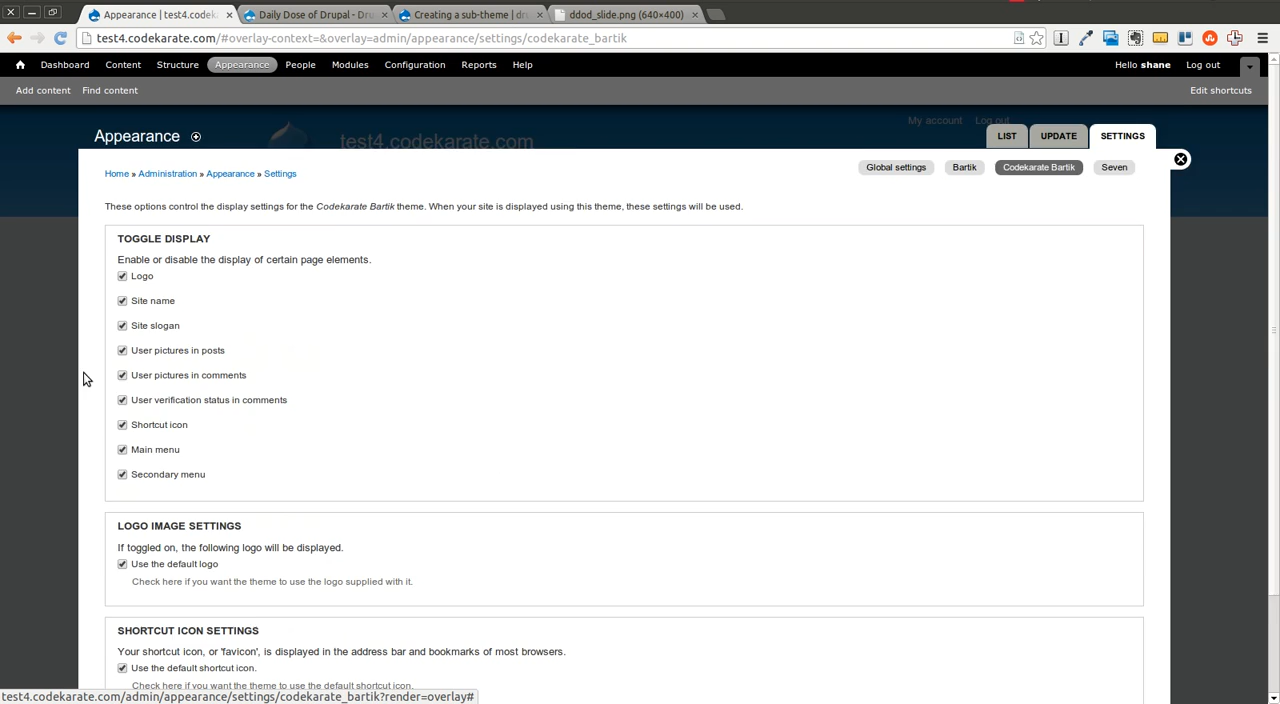 Appearance | test4.codek
Daily Dose of Drupal - Dru
Creating a sub-theme | dr
ddod_slide.png (640×400)
test4.codekarate.com/#overlay-context=&overlay=admin/appearance/settings/codekarate_bartik
Dashboard Content Structure Appearance People Modules Configuration Reports Help Hello shane Log out
Add content Find content Edit shortcuts
My account Log out
Appearance test4.codekarate.com LIST UPDATE SETTINGS
Home » Administration » Appearance » Settings Global settings Bartik Codekarate Bartik Seven
These options control the display settings for the Codekarate Bartik theme. When your site is displayed using this theme, these settings will be used.
TOGGLE DISPLAY
Enable or disable the display of certain page elements.
Logo
Site name
Site slogan
User pictures in posts
User pictures in comments
User verification status in comments
Shortcut icon
Main menu
Secondary menu
LOGO IMAGE SETTINGS
If toggled on, the following logo will be displayed.
Use the default logo
Check here if you want the theme to use the logo supplied with it.
SHORTCUT ICON SETTINGS
Your shortcut icon, or 'favicon', is displayed in the address bar and bookmarks of most browsers.
Use the default shortcut icon.
Check here if you want the theme to use the default shortcut icon.
test4.codekarate.com/admin/appearance/settings/codekarate_bartik?render=overlay#